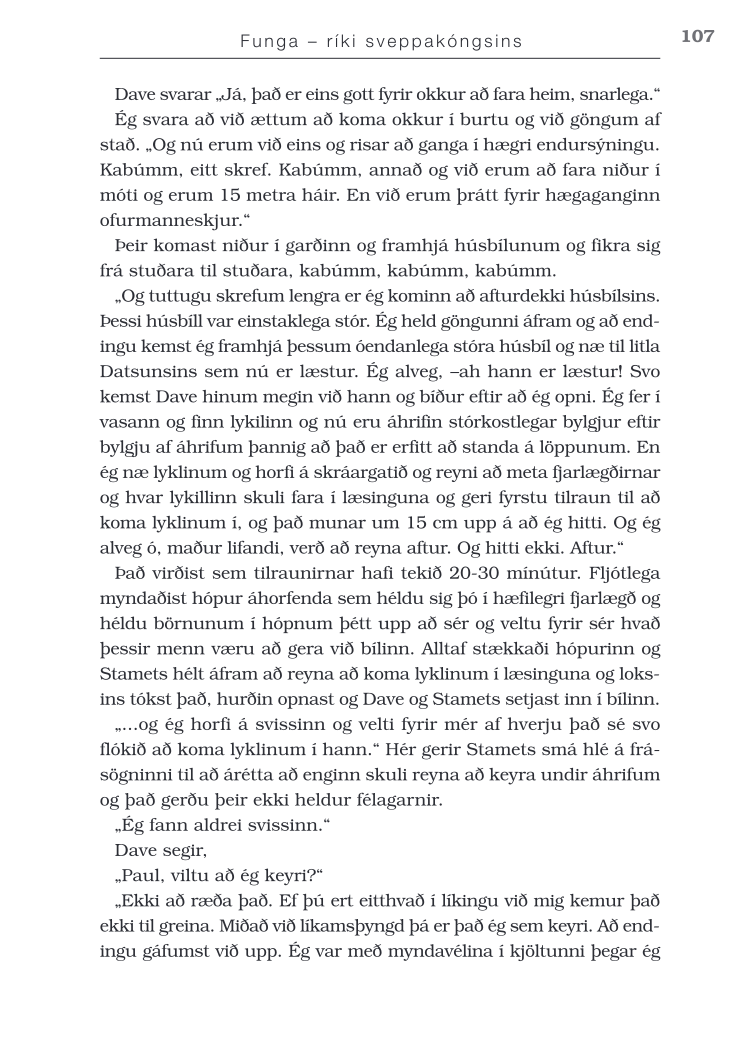 Funga – ríki sveppakóngsins
107
Dave svarar „Já, það er eins gott fyrir okkur að fara heim, snarlega.“
Ég svara að við ættum að koma okkur í burtu og við göngum af
stað. „Og nú erum við eins og risar að ganga í hægri endursýningu.
Kabúmm, eitt skref. Kabúmm, annað og við erum að fara niður í
móti og erum 15 metra háir. En við erum þrátt fyrir hægaganginn
ofurmanneskjur.“
Þeir komast niður í garðinn og framhjá húsbílunum og fikra sig
frá stuðara til stuðara, kabúmm, kabúmm, kabúmm.
„Og tuttugu skrefum lengra er ég kominn að afturdekki húsbílsins.
Þessi húsbíll var einstaklega stór. Ég held göngunni áfram og að end-
ingu kemst ég framhjá þessum óendanlega stóra húsbíl og næ til litla
Datsunsins sem nú er læstur. Ég alveg, –ah hann er læstur! Svo
kemst Dave hinum megin við hann og bíður eftir að ég opni. Ég fer í
vasann og finn lykilinn og nú eru áhrifin stórkostlegar bylgjur eftir
bylgju af áhrifum þannig að það er erfitt að standa á löppunum. En
ég næ lyklinum og horfi á skráargatið og reyni að meta fjarlægðirnar
og hvar lykillinn skuli fara í læsinguna og geri fyrstu tilraun til að
koma lyklinum í, og það munar um 15 cm upp á að ég hitti. Og ég
alveg ó, maður lifandi, verð að reyna aftur. Og hitti ekki. Aftur.“
Það virðist sem tilraunirnar hafi tekið 20-30 mínútur. Fljótlega
myndaðist hópur áhorfenda sem héldu sig þó í hæfilegri fjarlægð og
héldu börnunum í hópnum þétt upp að sér og veltu fyrir sér hvað
þessir menn væru að gera við bílinn. Alltaf stækkaði hópurinn og
Stamets hélt áfram að reyna að koma lyklinum í læsinguna og loks-
ins tókst það, hurðin opnast og Dave og Stamets setjast inn í bílinn.
„…og ég horfi á svissinn og velti fyrir mér af hverju það sé svo
flókið að koma lyklinum í hann.“ Hér gerir Stamets smá hlé á frá-
sögninni til að árétta að enginn skuli reyna að keyra undir áhrifum
og það gerðu þeir ekki heldur félagarnir.
„Ég fann aldrei svissinn.“
Dave segir,
„Paul, viltu að ég keyri?“
„Ekki að ræða það. Ef þú ert eitthvað í líkingu við mig kemur það
ekki til greina. Miðað við líkamsþyngd þá er það ég sem keyri. Að end-
ingu gáfumst við upp. Ég var með myndavélina í kjöltunni þegar ég